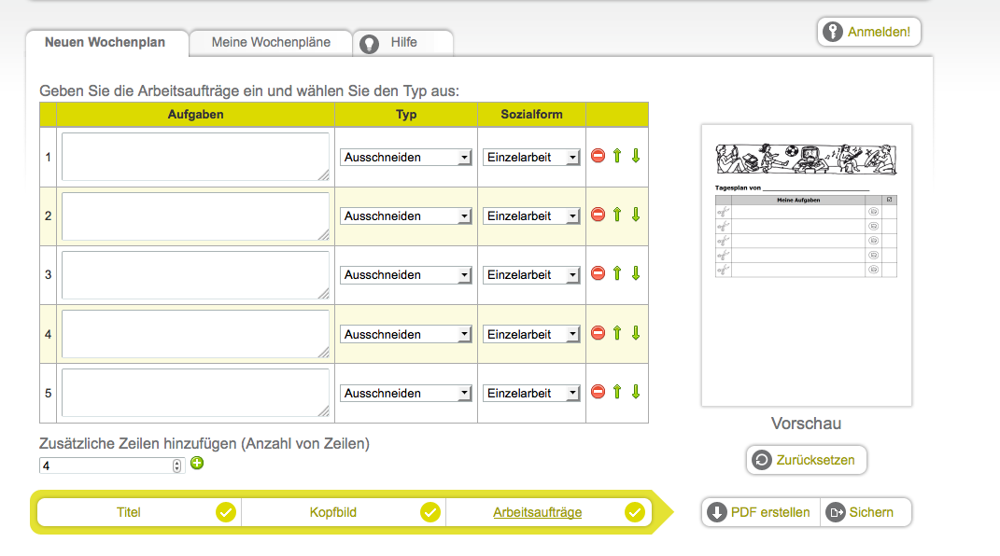 Neuen Wochenplan
Meine Wochenpläne
Hilfe
Anmelden!
Geben Sie die Arbeitsaufträge ein und wählen Sie den Typ aus:
Aufgaben Typ Sozialform
1 Ausschneiden Einzelarbeit
2 Ausschneiden Einzelarbeit
3 Ausschneiden Einzelarbeit
4 Ausschneiden Einzelarbeit
5 Ausschneiden Einzelarbeit
Zusätzliche Zeilen hinzufügen (Anzahl von Zeilen)
4
Tagesplan von
Meine Aufgaben
Vorschau
Zurücksetzen
Titel
Kopfbild
Arbeitsaufträge
PDF erstellen
Sichern